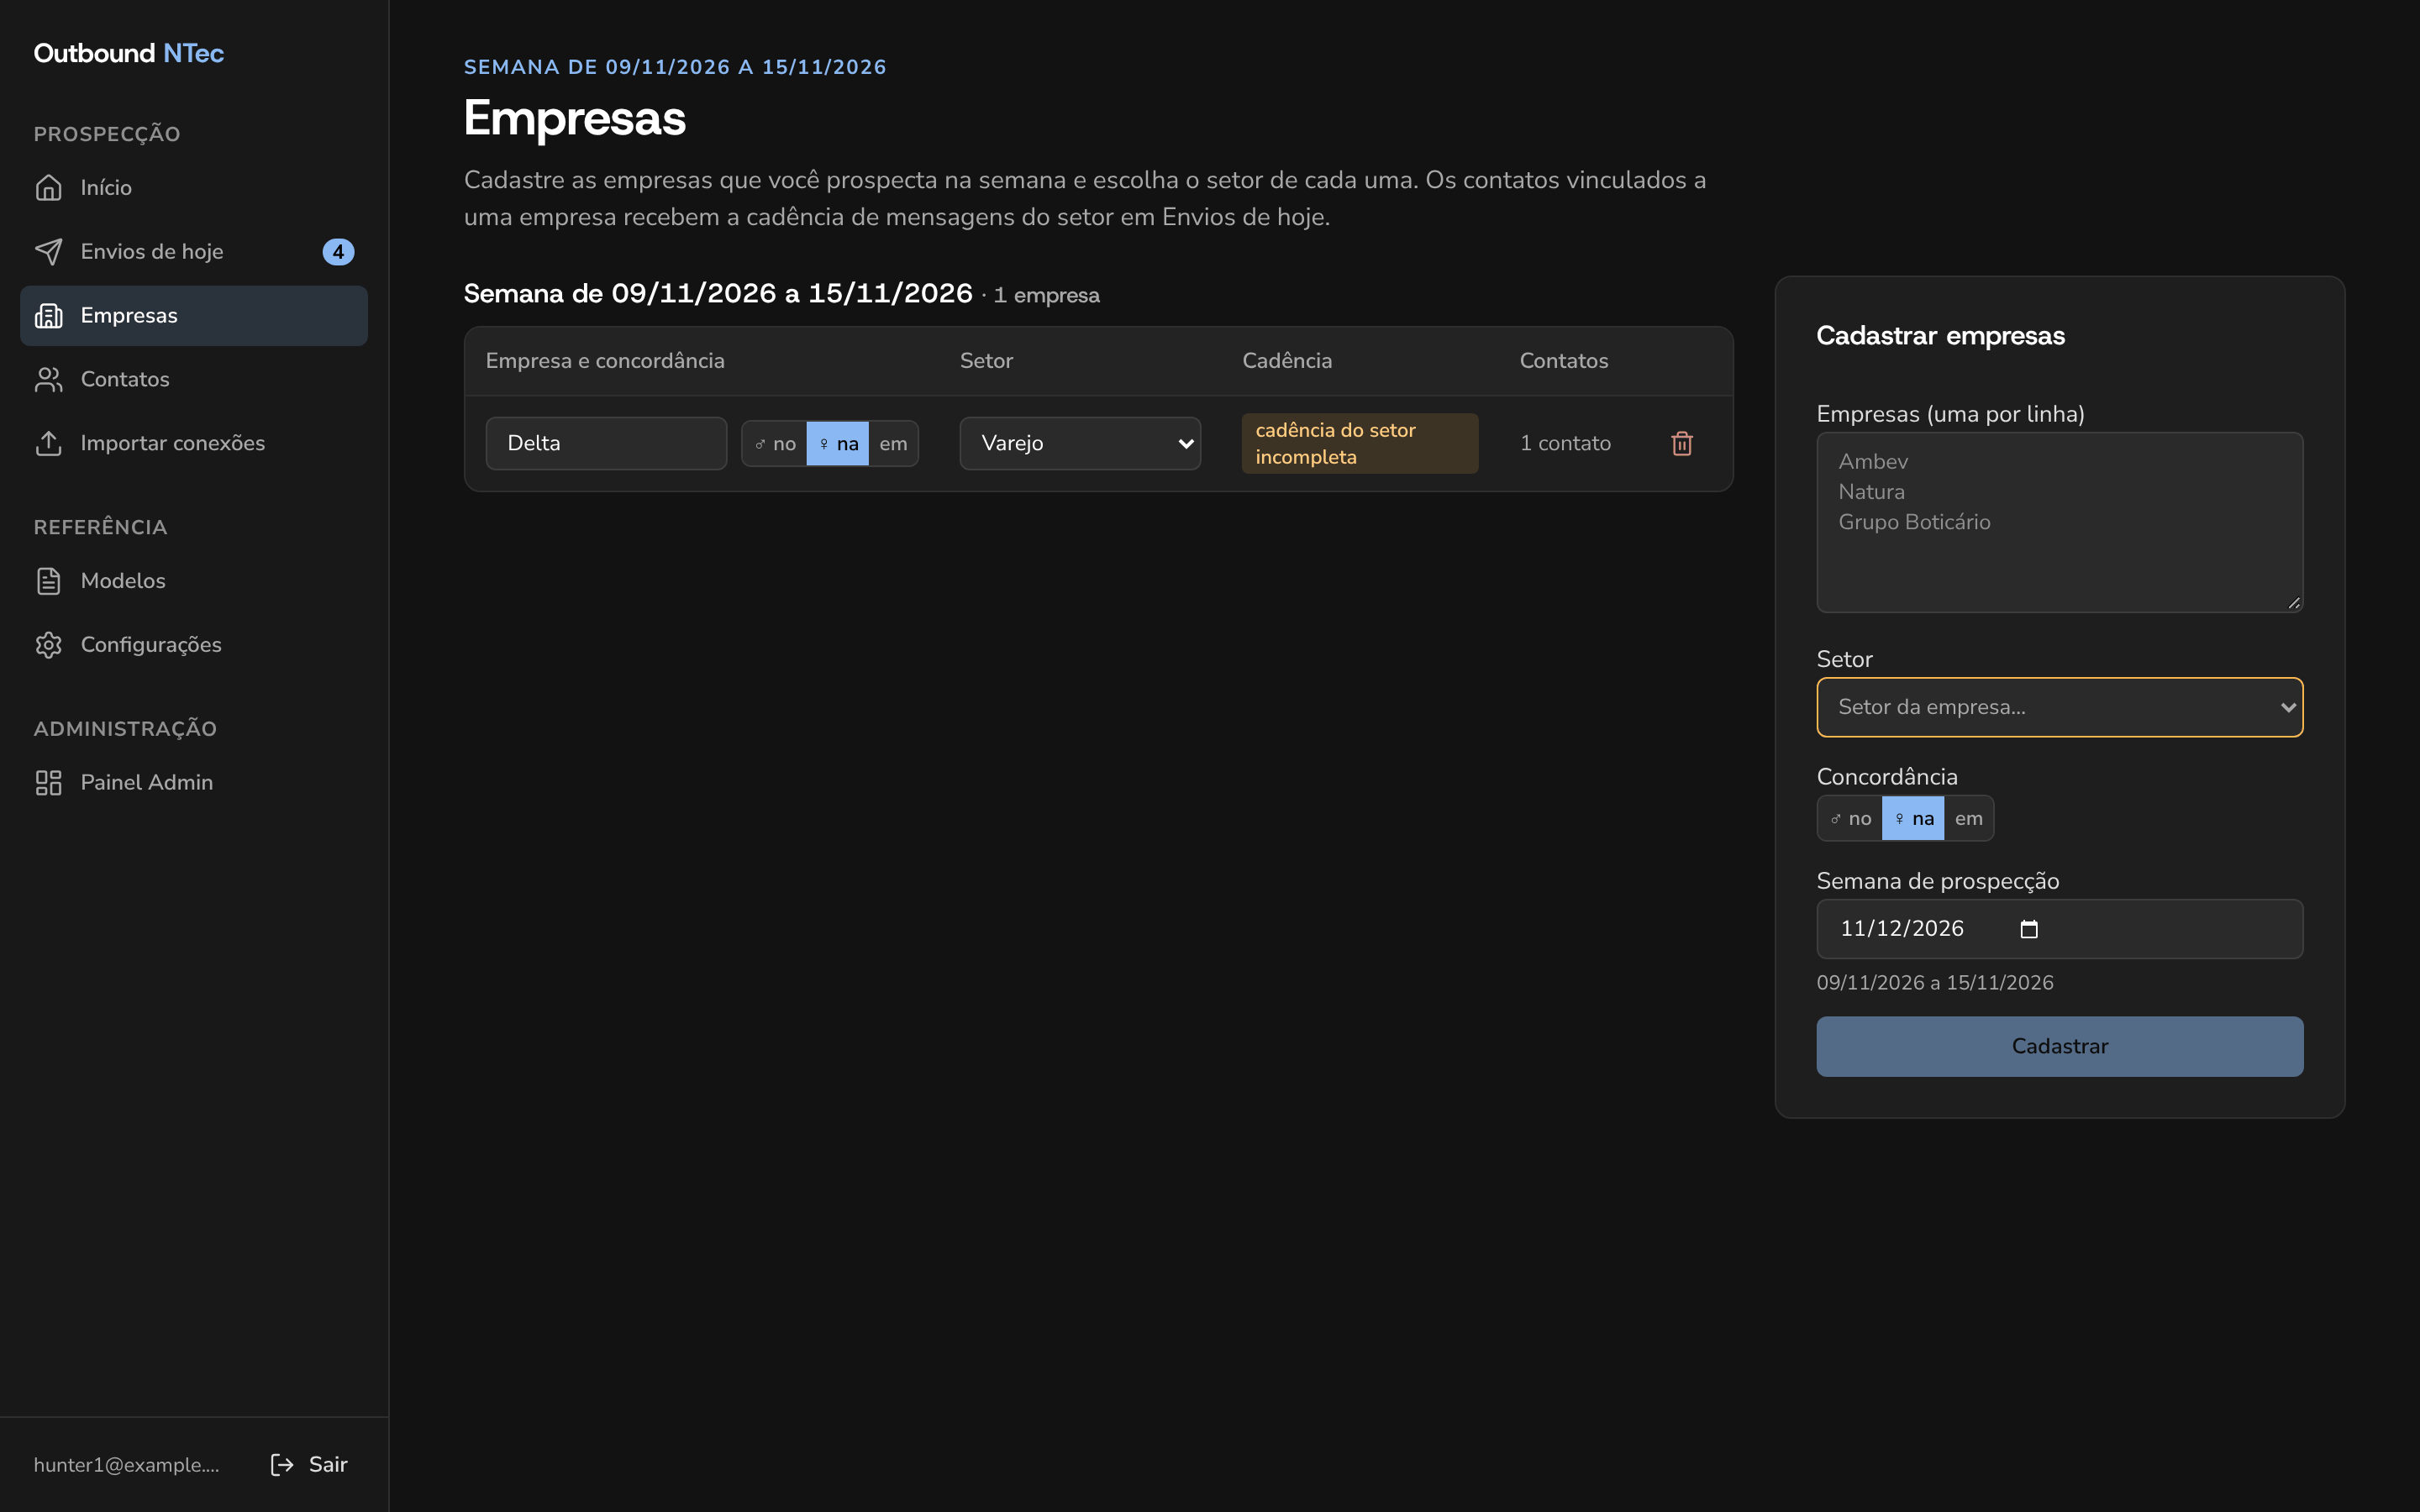 Outbound NTec
PROSPECÇÃO
Início
Envios de hoje 4
Empresas
Contatos
Importar conexões
REFERÊNCIA
Modelos
Configurações
ADMINISTRAÇÃO
Painel Admin
hunter1@example.... Sair
SEMANA DE 09/11/2026 A 15/11/2026
Empresas
Cadastre as empresas que você prospecta na semana e escolha o setor de cada uma. Os contatos vinculados a
uma empresa recebem a cadência de mensagens do setor em Envios de hoje.
Semana de 09/11/2026 a 15/11/2026 · 1 empresa
Empresa e concordância Setor Cadência Contatos
Delta ♂ no ♀ na em Varejo cadência do setor
incompleta
1 contato
Cadastrar empresas
Empresas (uma por linha)
Ambev
Natura
Grupo Boticário
Setor
Setor da empresa...
Concordância
♂ no ♀ na em
Semana de prospecção
11/12/2026
09/11/2026 a 15/11/2026
Cadastrar